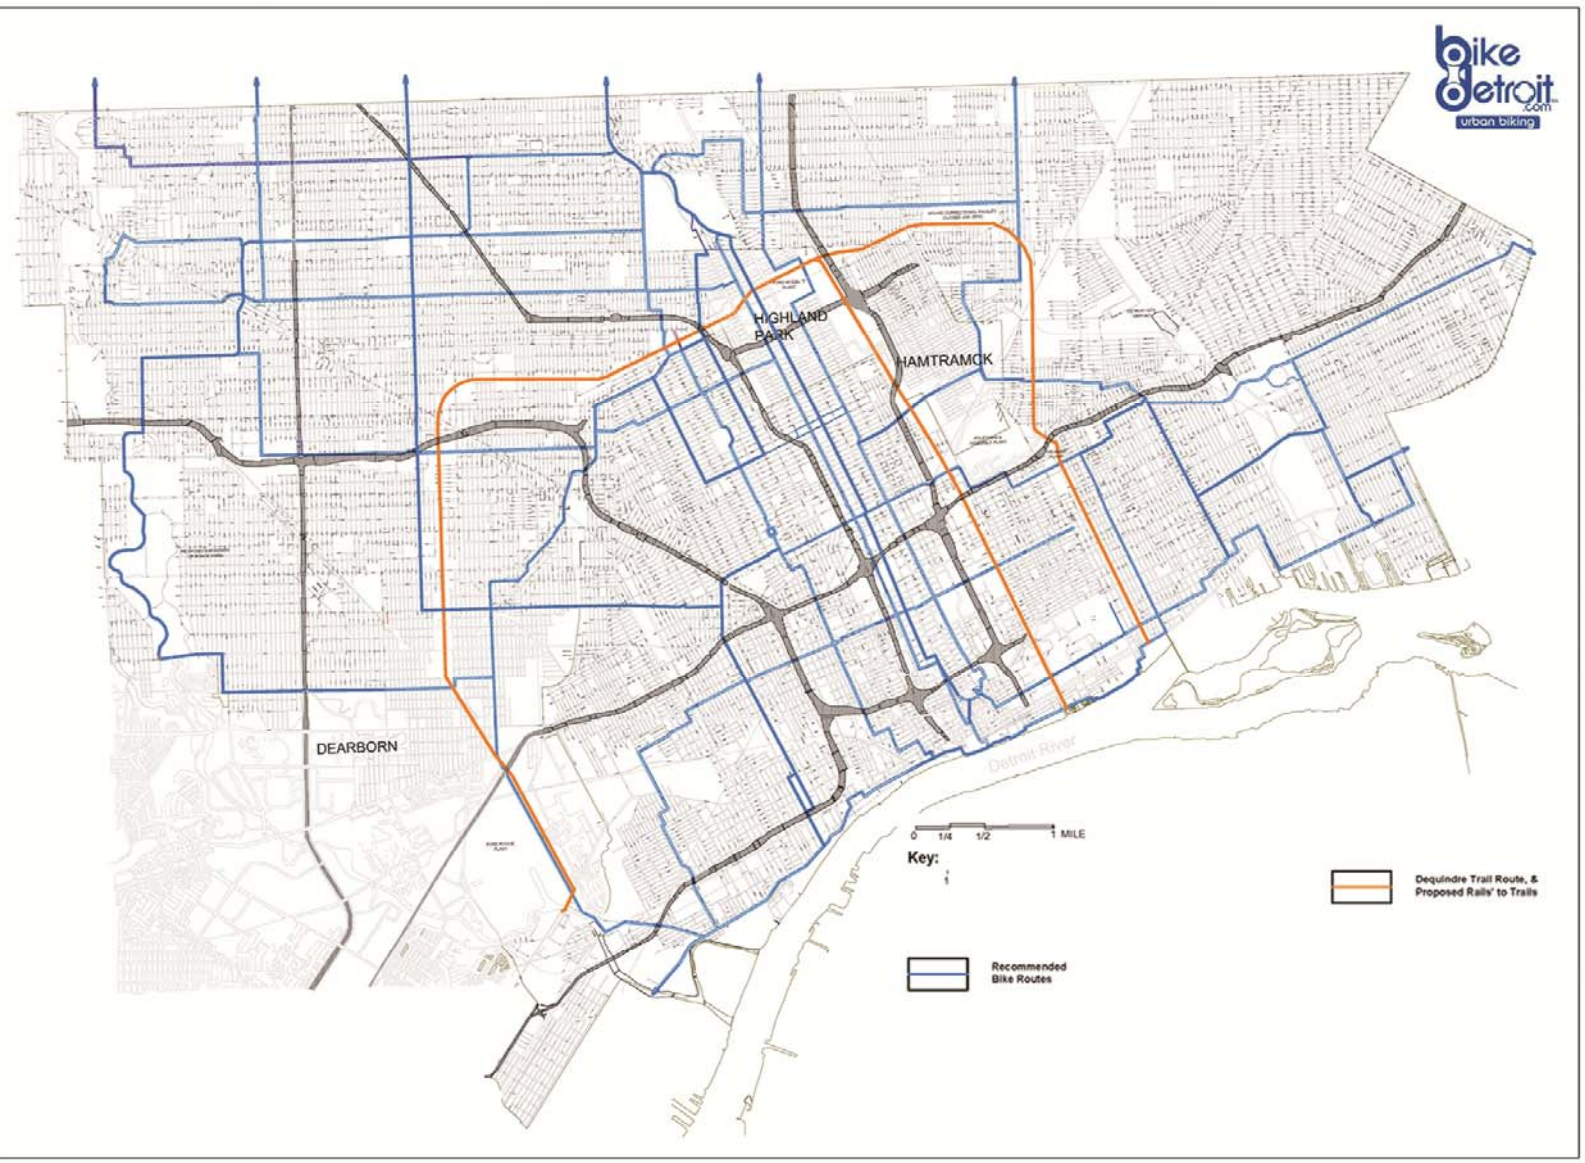 bike
detroit
.com
urban biking
HIGHLAND
PARK
HAMTRAMCK
DEARBORN
Detroit River
0 1/4 1/2 1 MILE
Key:
Dequindre Trail Route, &
Proposed Rails' to Trails
Recommended
Bike Routes